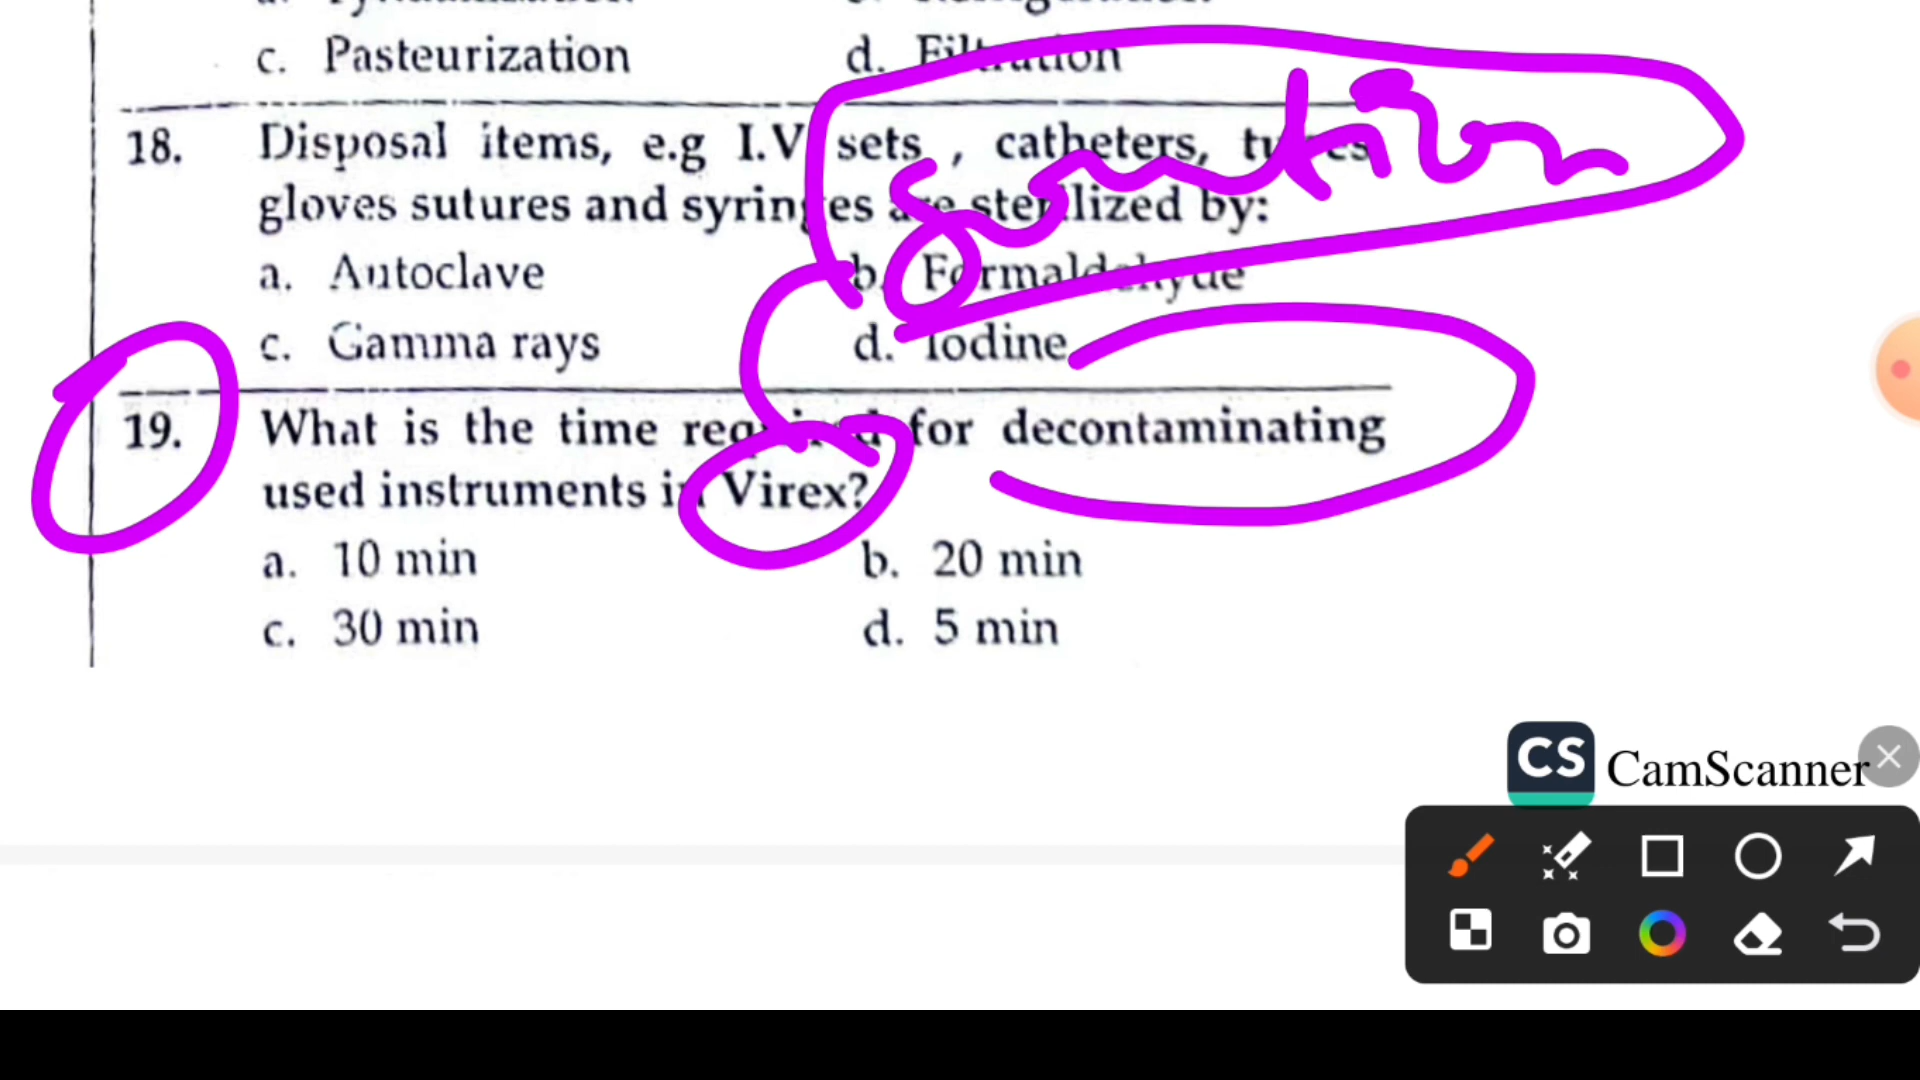 c. Pasteurization d. Filtration
18. Disposal items, e.g I.V sets , catheters,
gloves sutures and syringes are sterilized by:
a. Autoclave b. Formaldehyde
c. Gamma rays d. Iodine
19. What is the time required for decontaminating
used instruments in Virex?
a. 10 min b. 20 min
c. 30 min d. 5 min
CS CamScanner